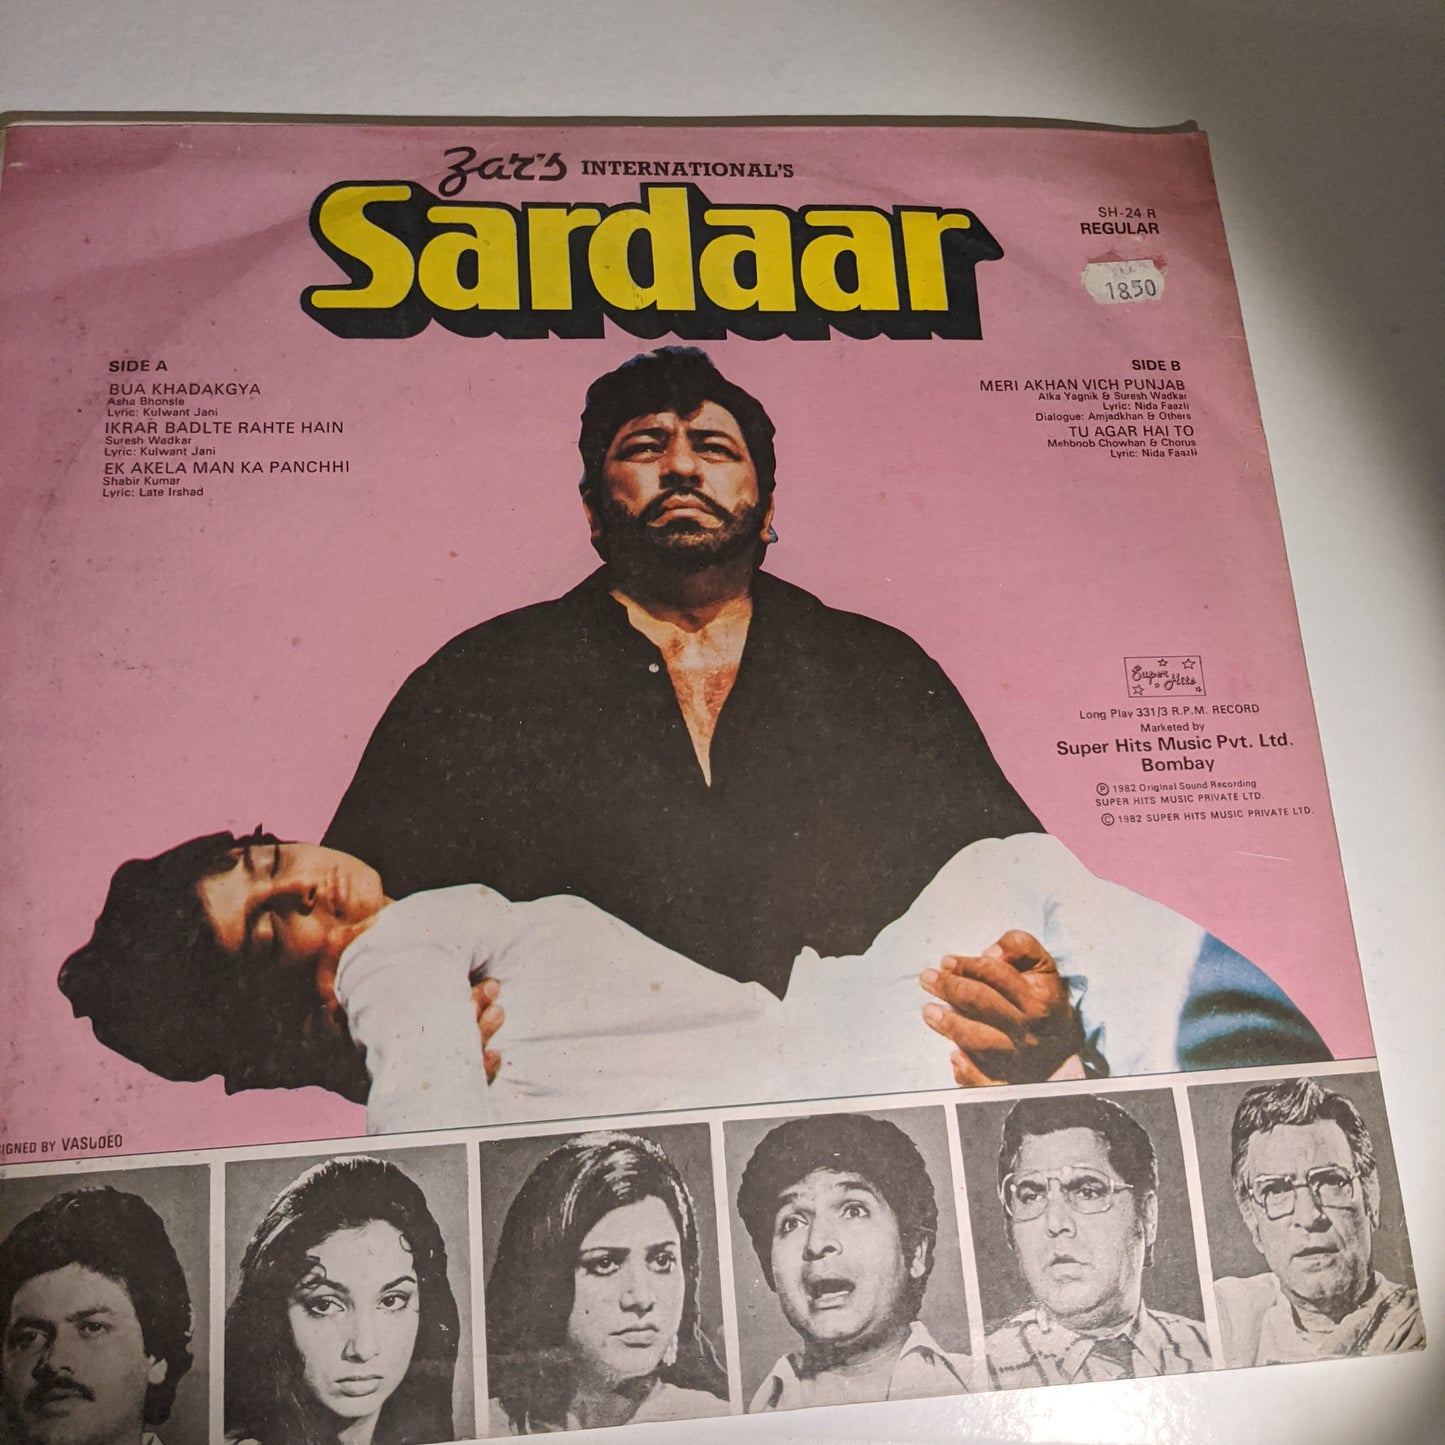 Zar's INTERNATIONAL'S
Sardaar
SH-24 R
REGULAR
18.50
SIDE A
BUA KHADAKGYA
Asha Bhonsle
Lyric: Kulwant Jani
IKRAR BADLTE RAHTE HAIN
Suresh Wadkar
Lyric: Kulwant Jani
EK AKELA MAN KA PANCHHI
Shabir Kumar
Lyric: Late Irshad
SIDE B
MERI AKHAN VICH PUNJAB
Alka Yagnik & Suresh Wadkar
Lyric: Nida Faazli
Dialogue: Amjadkhan & Others
TU AGAR HAI TO
Mehboob Chowhan & Chorus
Lyric: Nida Faazli
Super Hits
Long Play 331/3 R.P.M. RECORD
Marketed by
Super Hits Music Pvt. Ltd.
Bombay
Ⓟ 1982 Original Sound Recording
SUPER HITS MUSIC PRIVATE LTD.
© 1982 SUPER HITS MUSIC PRIVATE LTD.
SIGNED BY VASUDEO